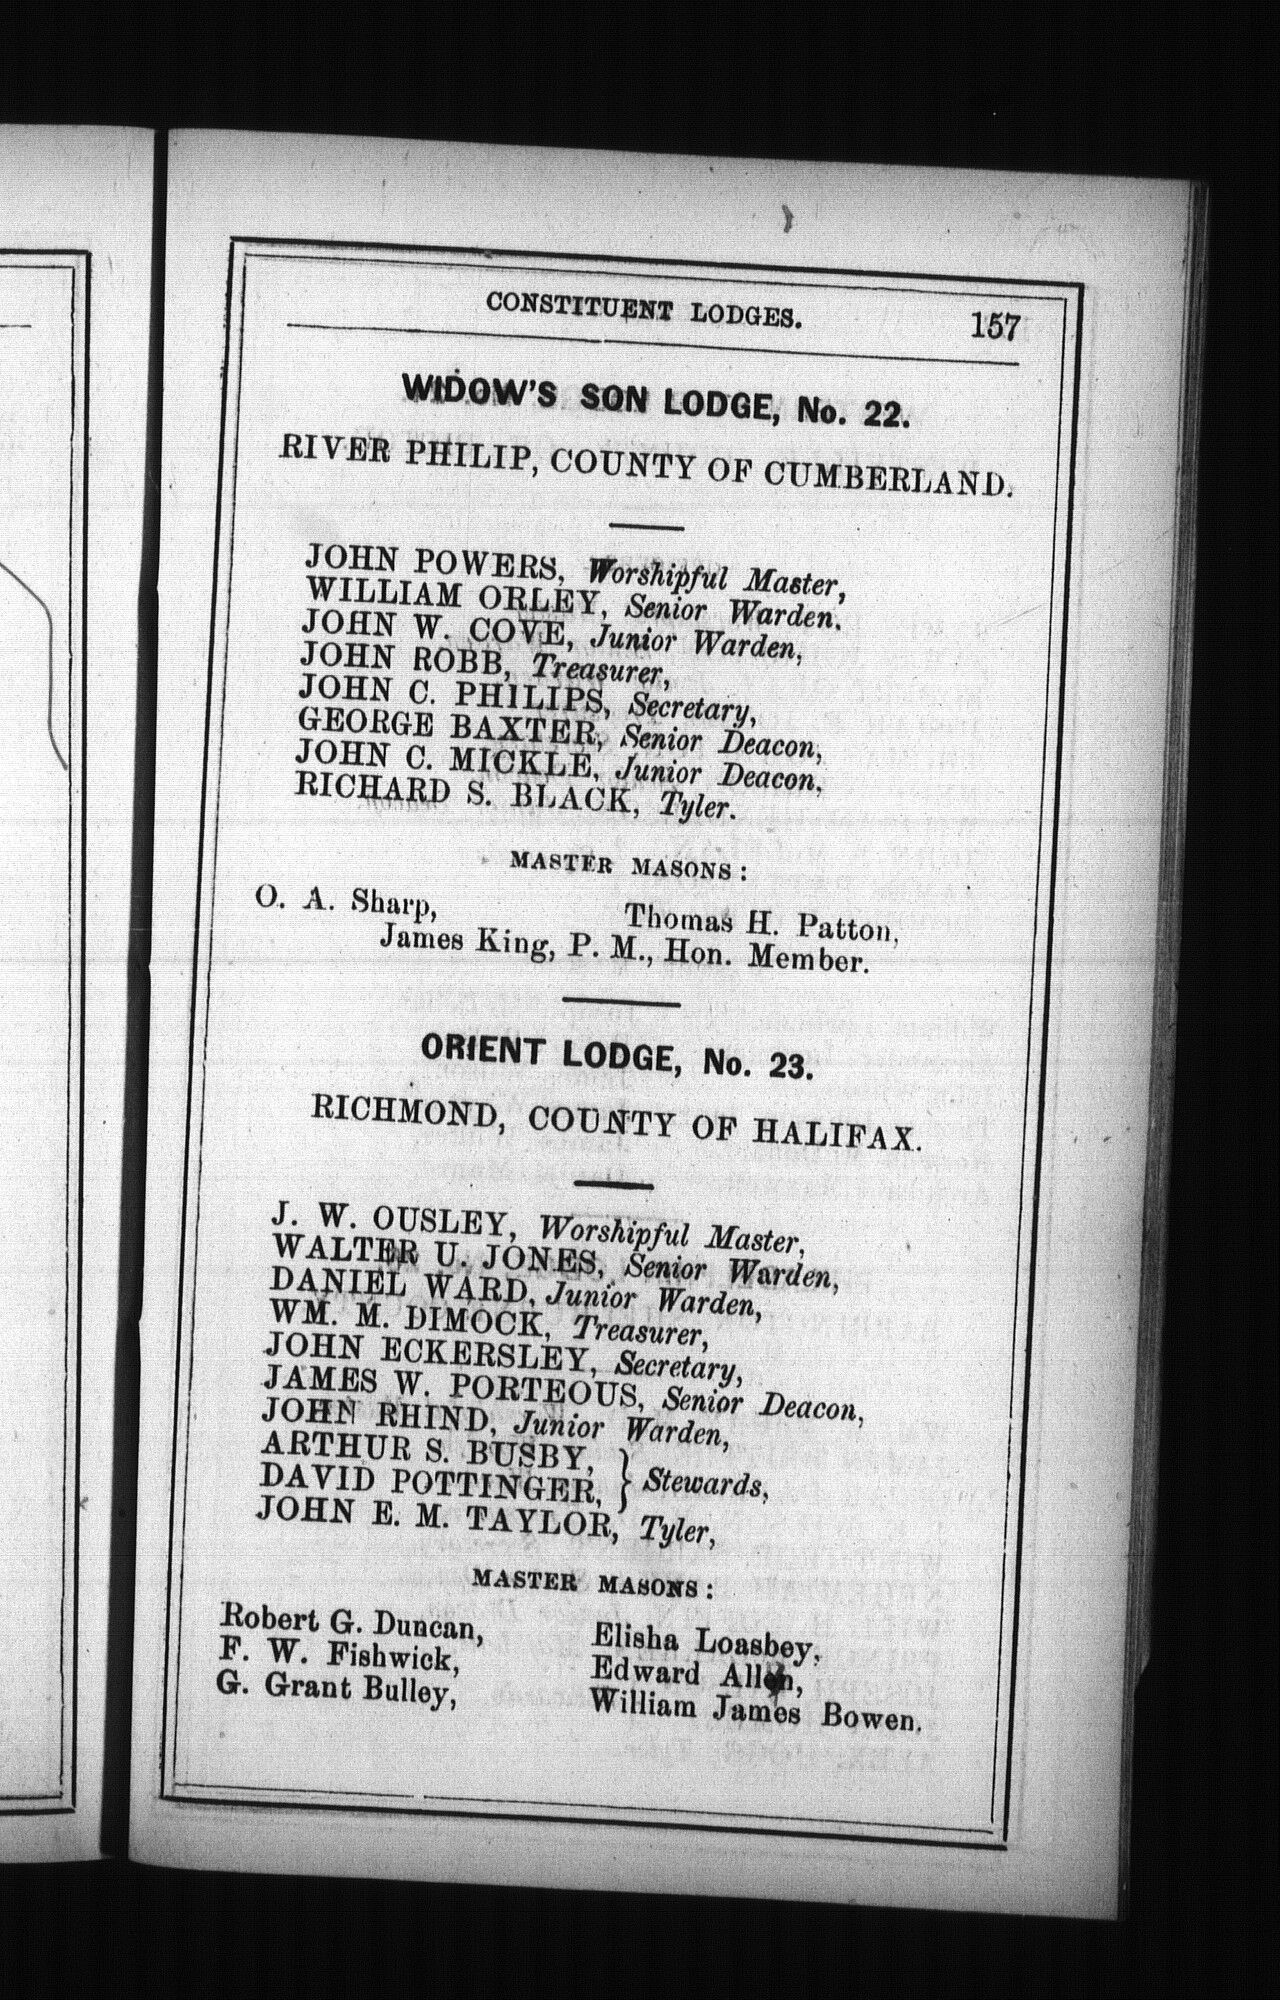 CONSTITUENT LODGES. 157
WIDOW'S SON LODGE, No. 22.
RIVER PHILIP, COUNTY OF CUMBERLAND.
JOHN POWERS, Worshipful Master,
WILLIAM ORLEY, Senior Warden.
JOHN W. COVE, Junior Warden,
JOHN ROBB, Treasurer,
JOHN C. PHILIPS, Secretary,
GEORGE BAXTER, Senior Deacon,
JOHN C. MICKLE, Junior Deacon,
RICHARD S. BLACK, Tyler.
MASTER MASONS:
O. A. Sharp, Thomas H. Patton,
James King, P. M., Hon. Member.
ORIENT LODGE, No. 23.
RICHMOND, COUNTY OF HALIFAX.
J. W. OUSLEY, Worshipful Master,
WALTER U. JONES, Senior Warden,
DANIEL WARD, Junior Warden,
WM. M. DIMOCK, Treasurer,
JOHN ECKERSLEY, Secretary,
JAMES W. PORTEOUS, Senior Deacon,
JOHN RHIND, Junior Warden,
ARTHUR S. BUSBY, } Stewards,
DAVID POTTINGER,
JOHN E. M. TAYLOR, Tyler,
MASTER MASONS:
Robert G. Duncan, Elisha Loasbey,
F. W. Fishwick, Edward Allen,
G. Grant Bulley, William James Bowen.